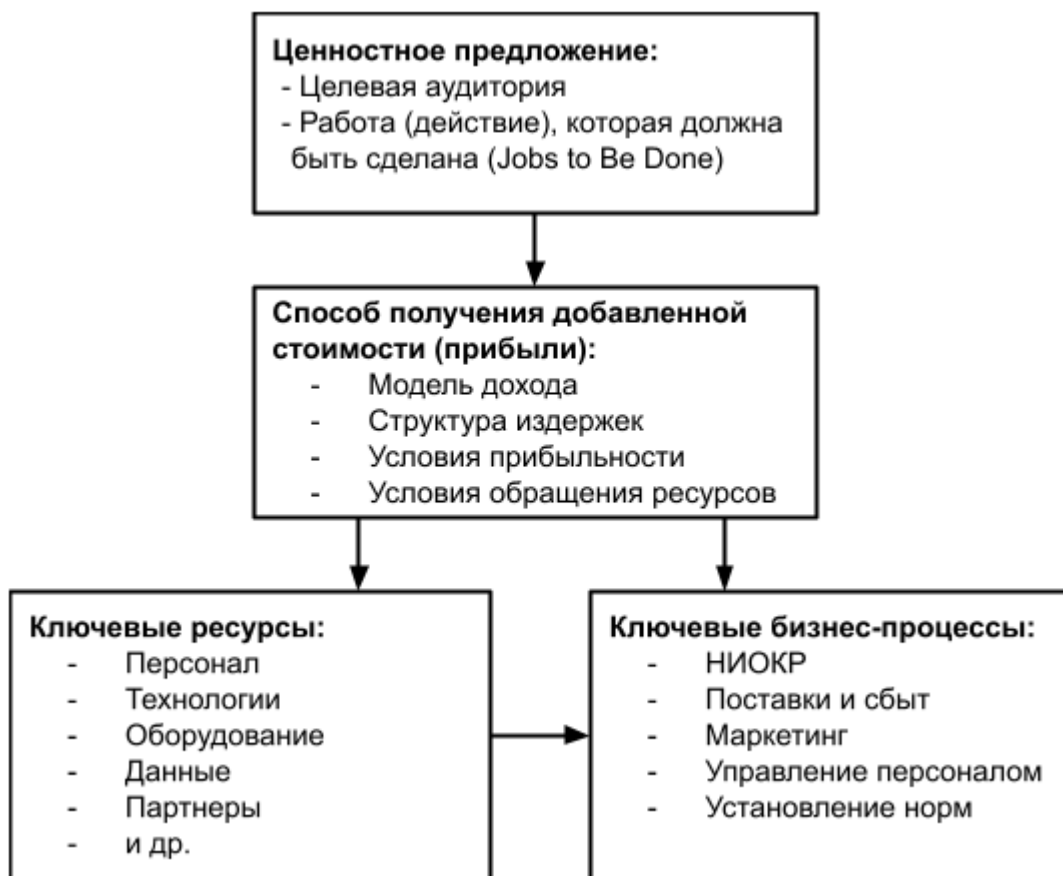 Ценностное предложение:
- Целевая аудитория
- Работа (действие), которая должна
быть сделана (Jobs to Be Done)
Способ получения добавленной
стоимости (прибыли):
- Модель дохода
- Структура издержек
- Условия прибыльности
- Условия обращения ресурсов
Ключевые ресурсы:
- Персонал
- Технологии
- Оборудование
- Данные
- Партнеры
- и др.
Ключевые бизнес-процессы:
- НИОКР
- Поставки и сбыт
- Маркетинг
- Управление персоналом
- Установление норм